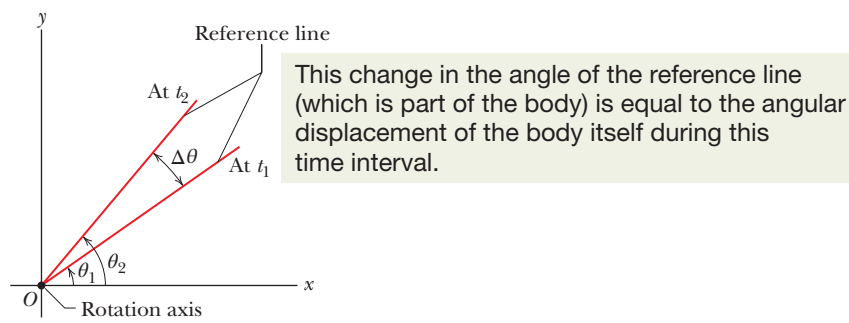 y
Reference line
This change in the angle of the reference line
(which is part of the body) is equal to the angular
displacement of the body itself during this
time interval.
At t₂
Δθ
At t₁
θ₁
θ₂
x
O
Rotation axis